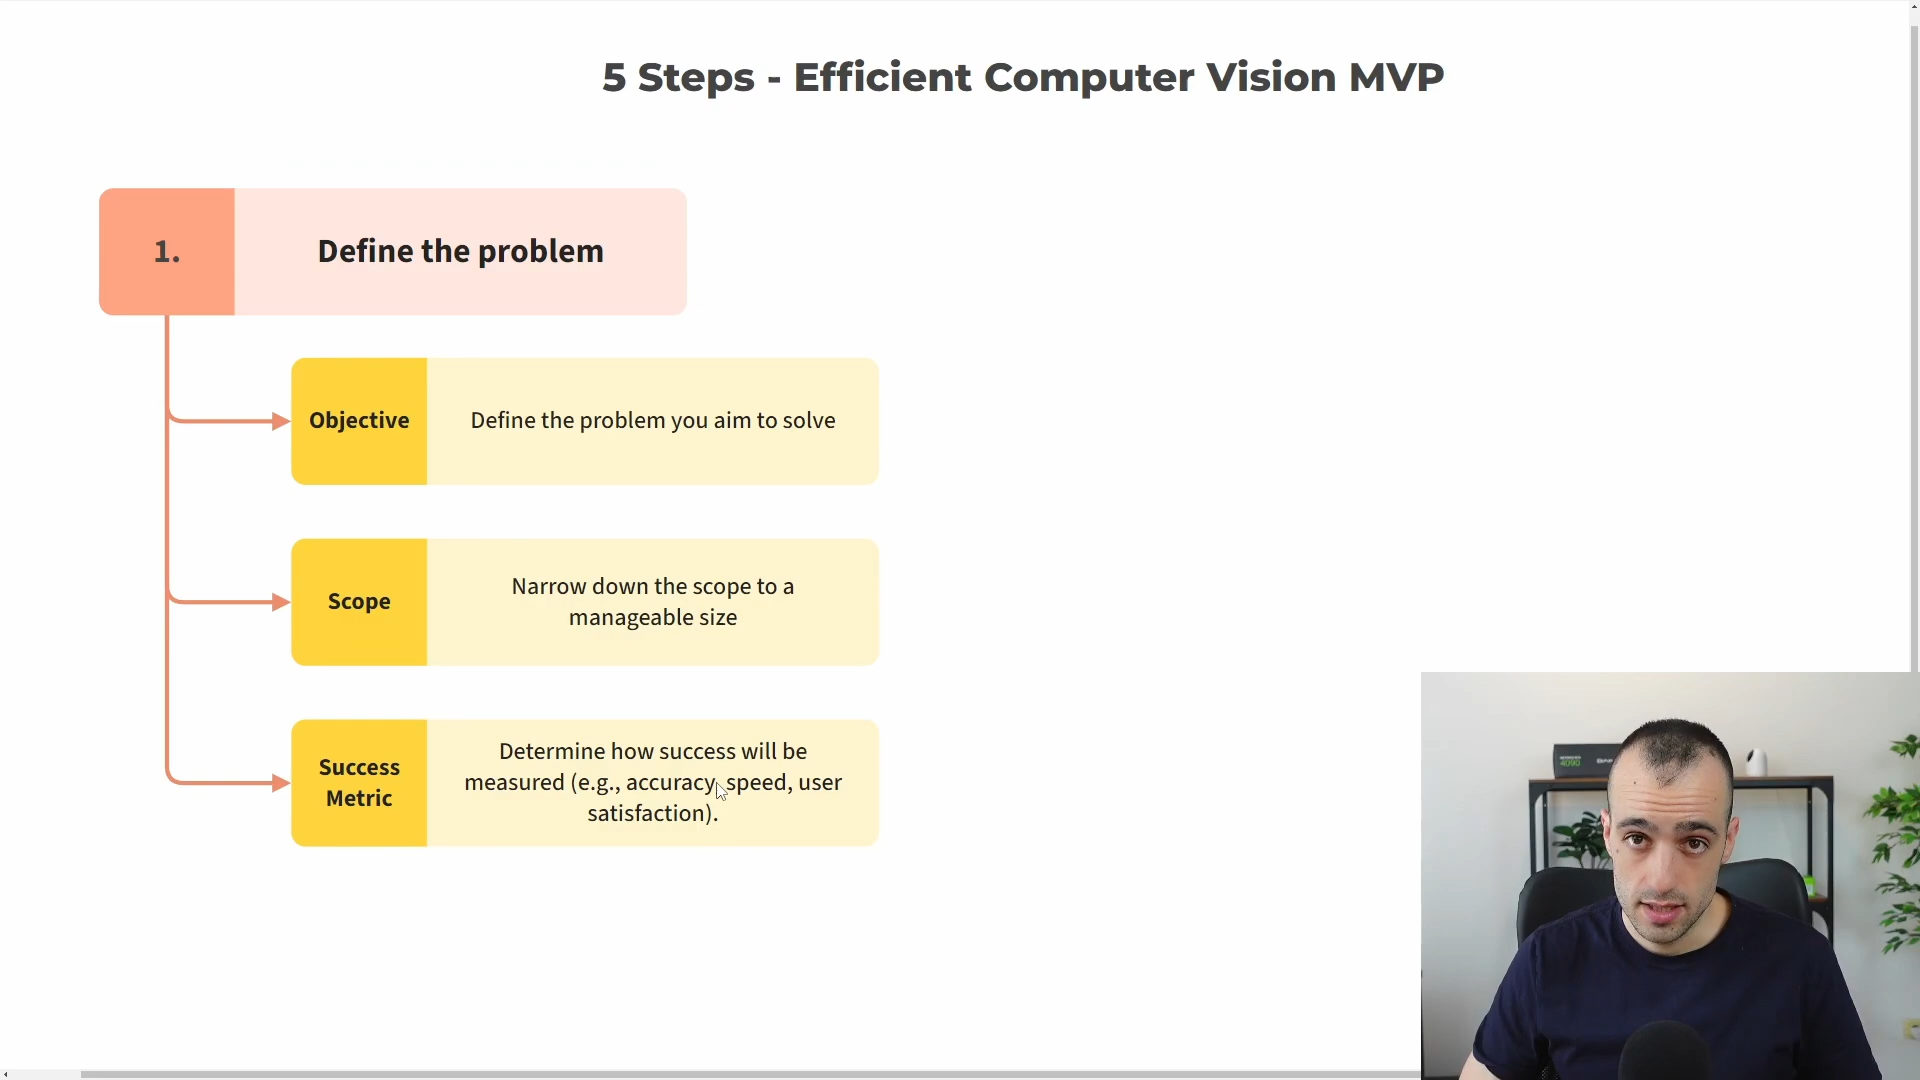 5 Steps - Efficient Computer Vision MVP
1.
Define the problem
Objective
Define the problem you aim to solve
Scope
Narrow down the scope to a
manageable size
Success
Metric
Determine how success will be
measured (e.g., accuracy, speed, user
satisfaction).
4090